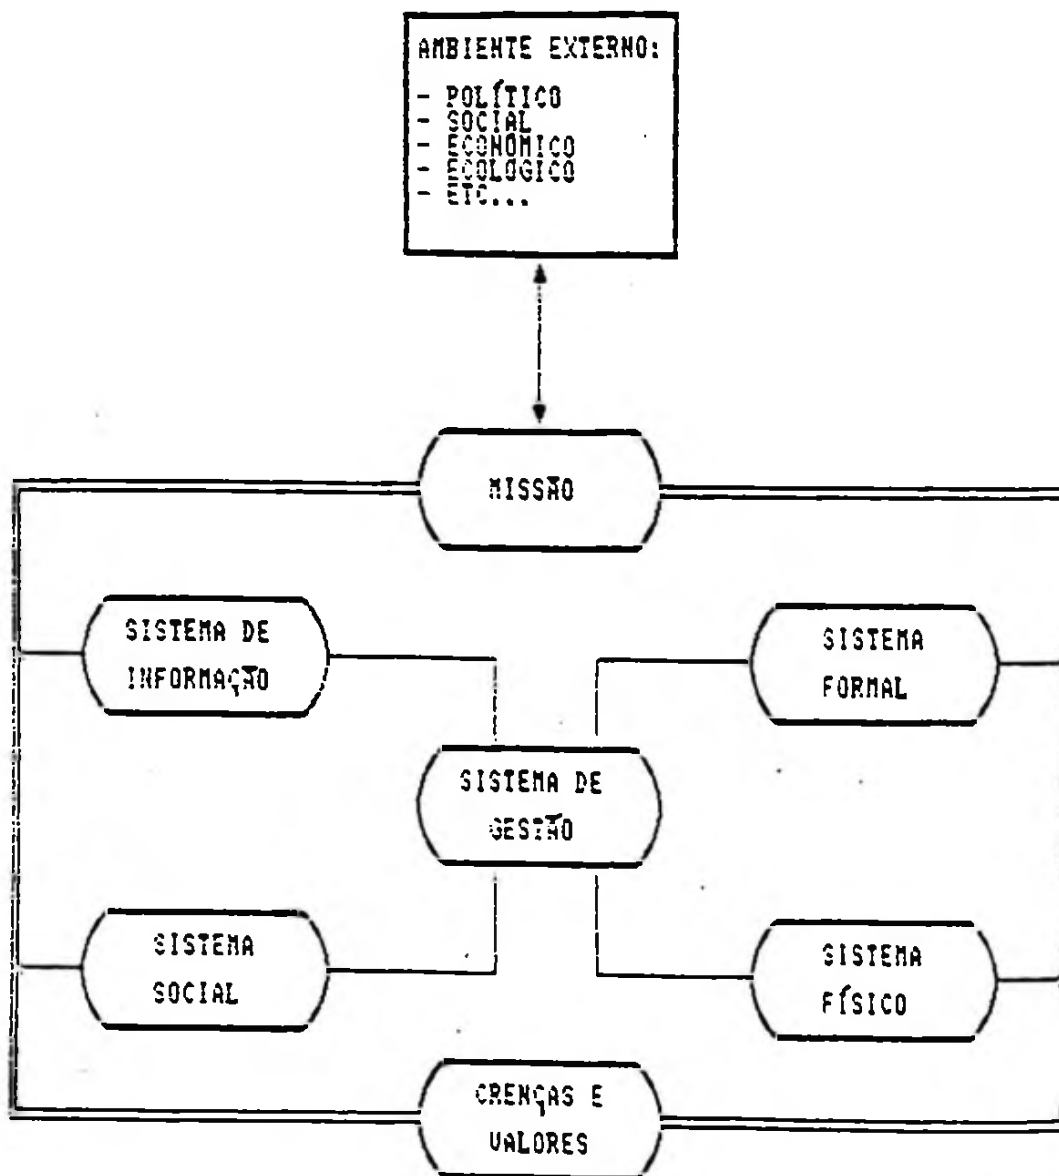 AMBIENTE EXTERNO:
- POLÍTICO
- SOCIAL
- ECONÔMICO
- ECOLÓGICO
- ETC...
MISSÃO
SISTEMA DE
INFORMAÇÃO
SISTEMA
FORMAL
SISTEMA DE
GESTÃO
SISTEMA
SOCIAL
SISTEMA
FÍSICO
CRENÇAS E
VALORES